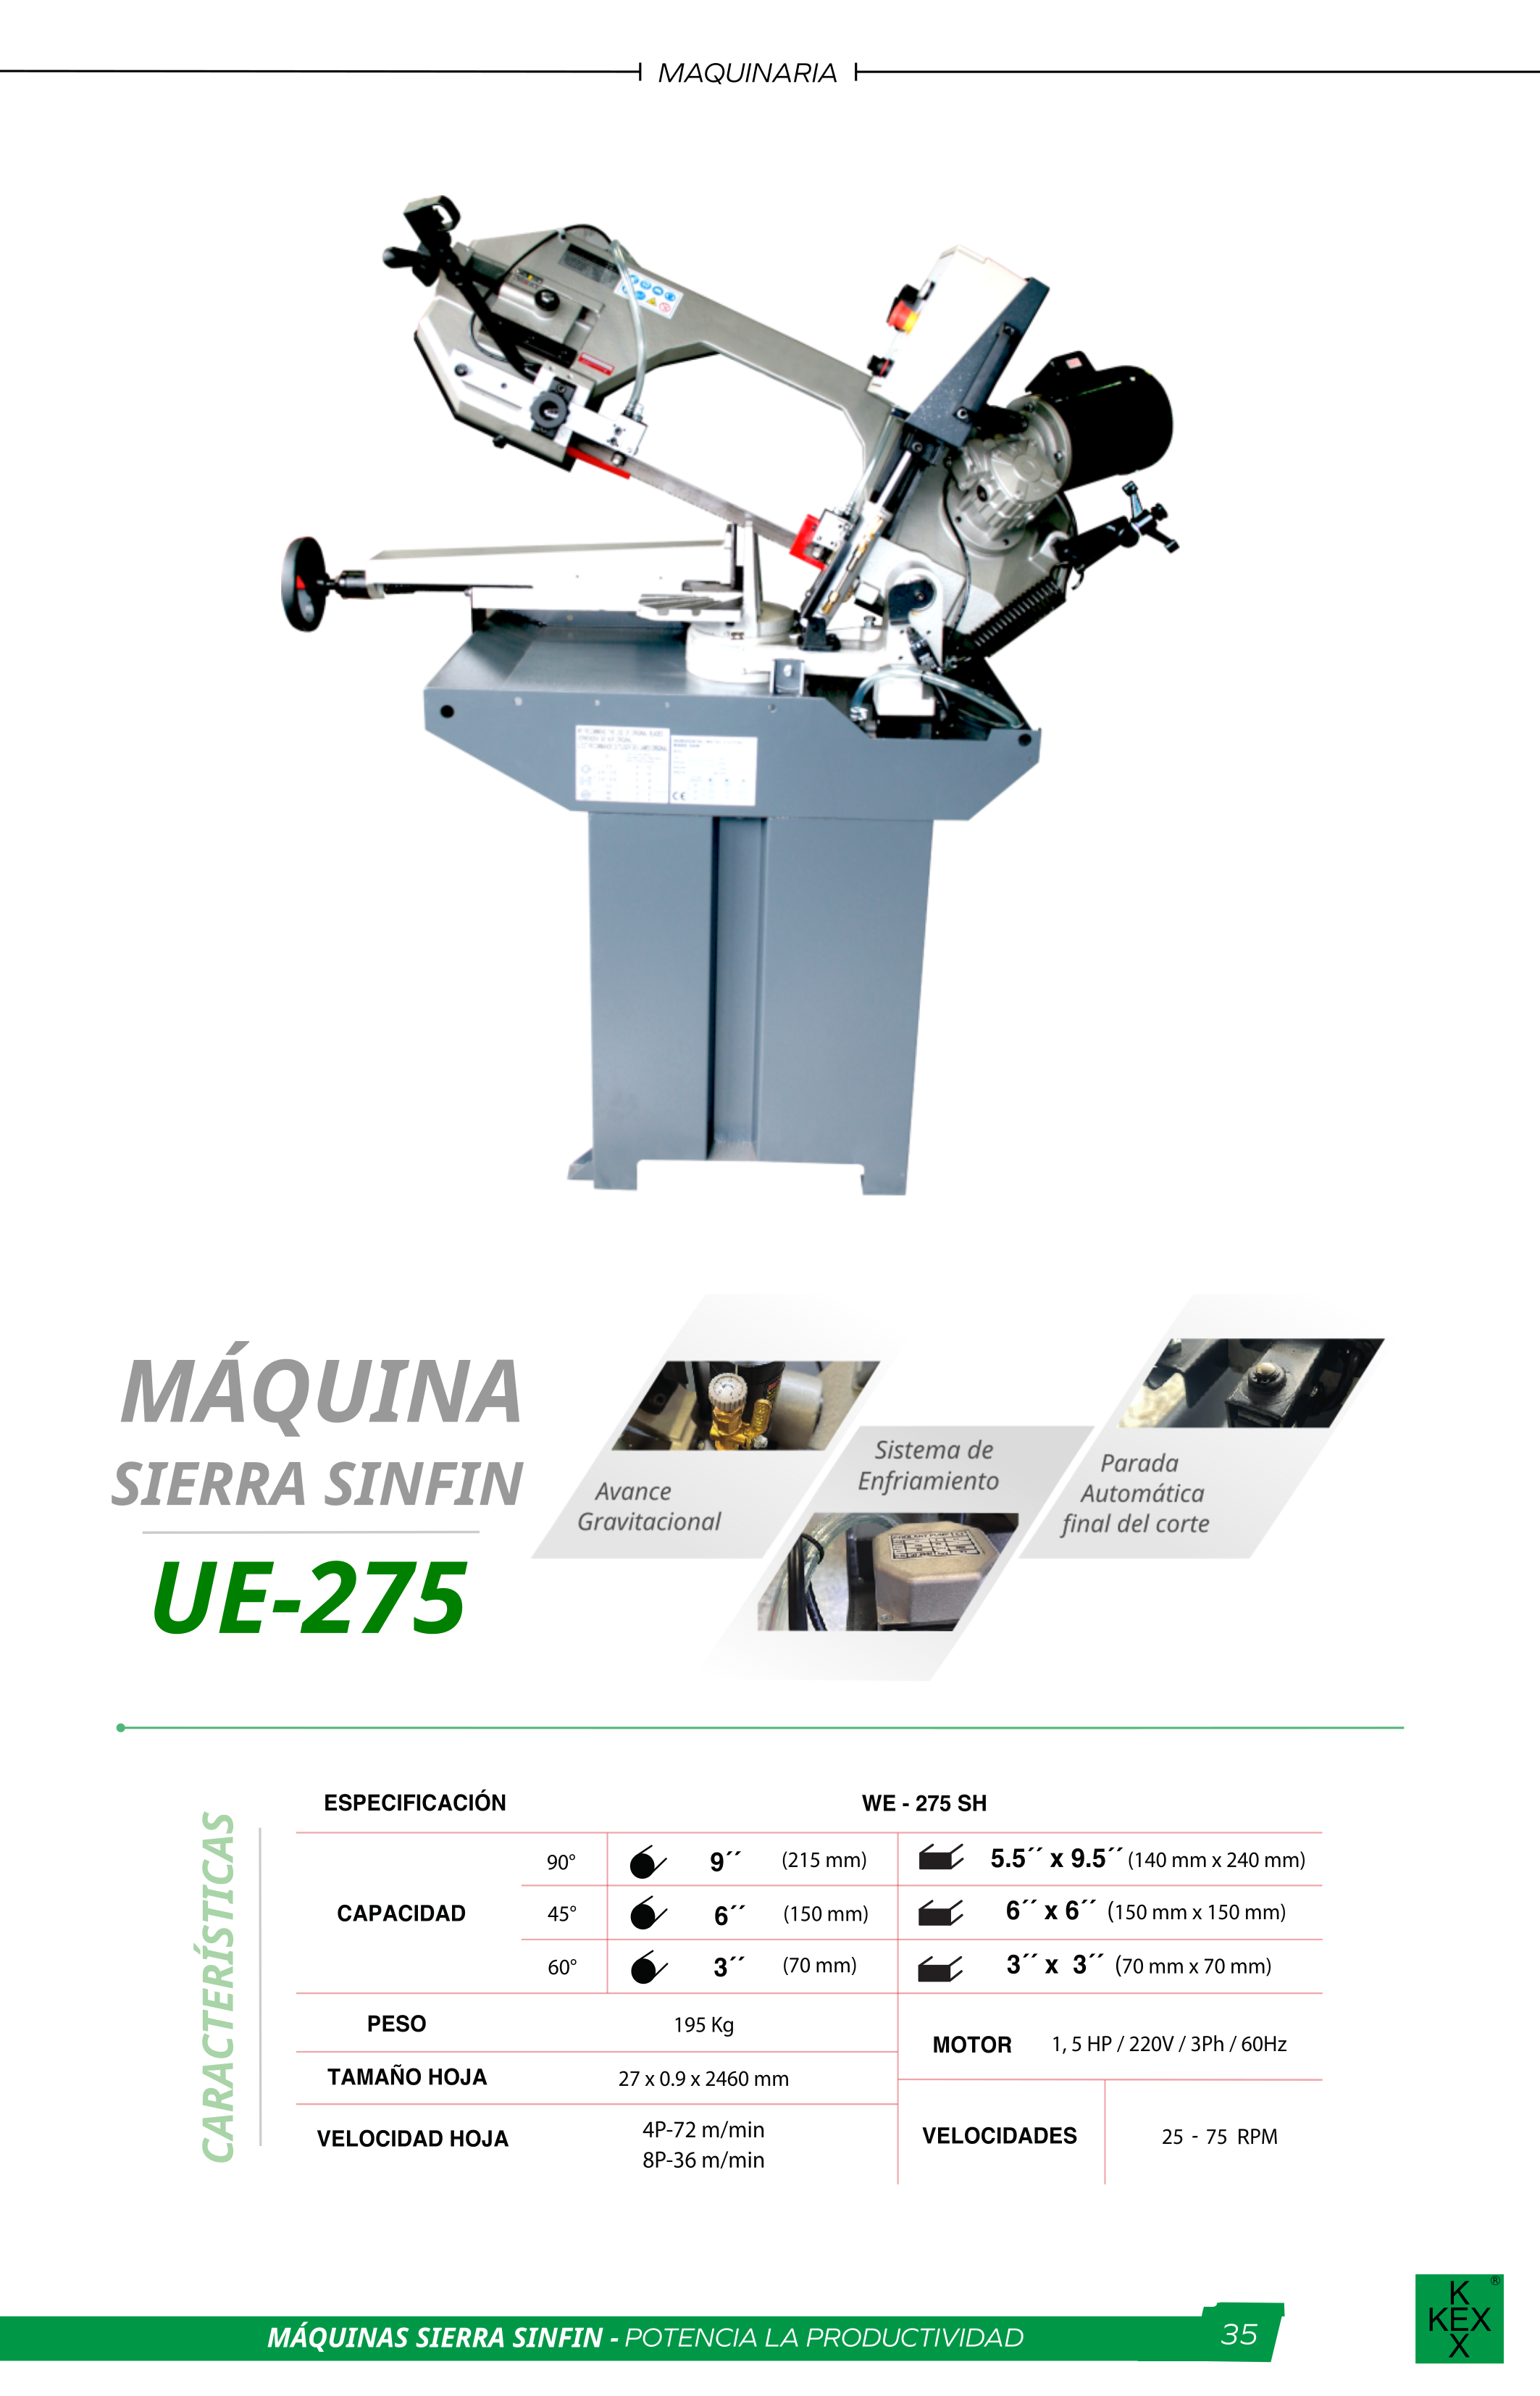 MAQUINARIA
MÁQUINA
SIERRA SINFIN
UE-275
Avance
Gravitacional
Sistema de
Enfriamiento
Parada
Automática
final del corte
CARACTERÍSTICAS
ESPECIFICACIÓN WE - 275 SH
CAPACIDAD
90° 9´´ (215 mm) 5.5´´ x 9.5´´ (140 mm x 240 mm)
45° 6´´ (150 mm) 6´´ x 6´´ (150 mm x 150 mm)
60° 3´´ (70 mm) 3´´ x 3´´ (70 mm x 70 mm)
PESO 195 Kg
MOTOR 1, 5 HP / 220V / 3Ph / 60Hz
TAMAÑO HOJA 27 x 0.9 x 2460 mm
VELOCIDAD HOJA 4P-72 m/min
8P-36 m/min
VELOCIDADES 25 - 75 RPM
MÁQUINAS SIERRA SINFIN - POTENCIA LA PRODUCTIVIDAD
35
K
KEX
X
®